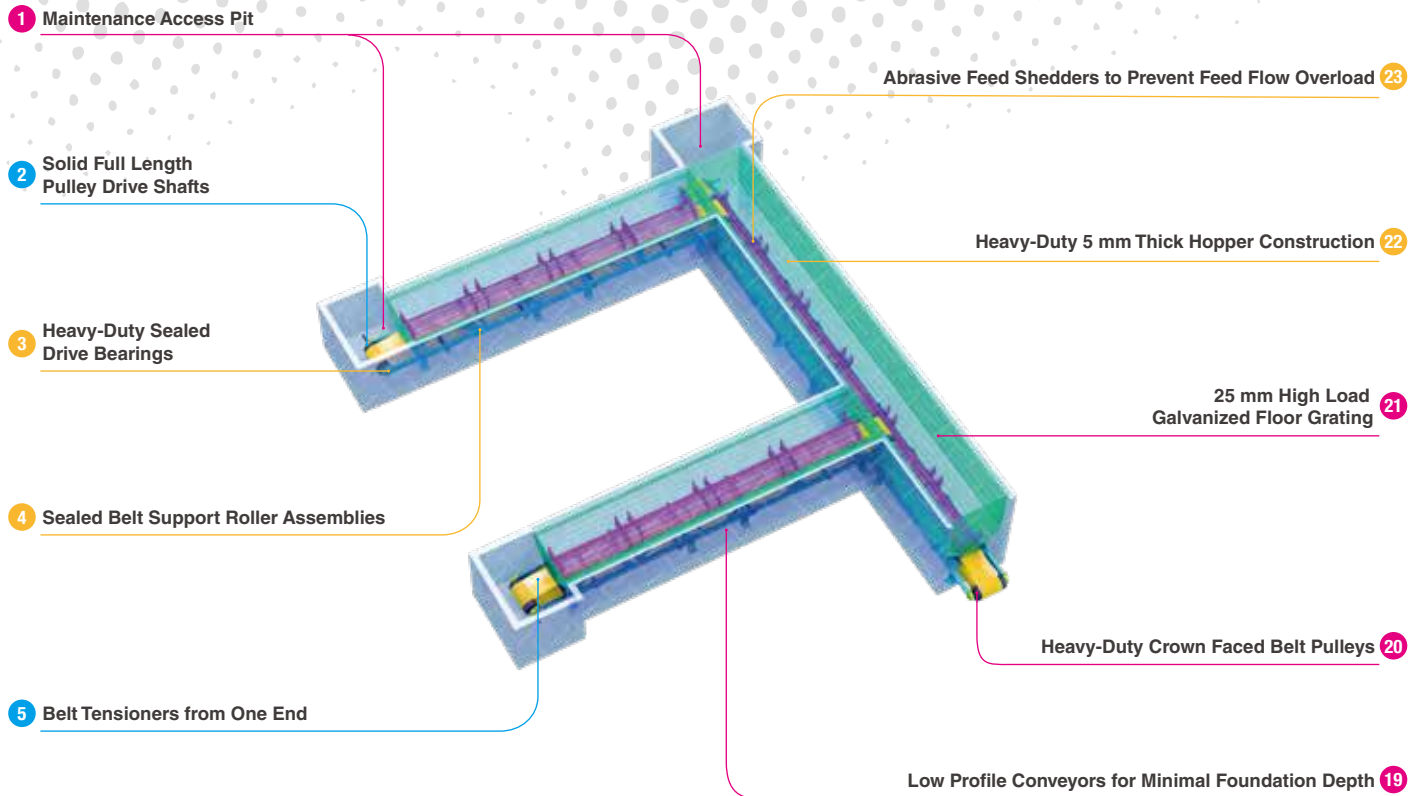 1 Maintenance Access Pit
Abrasive Feed Shedders to Prevent Feed Flow Overload 23
2 Solid Full Length
Pulley Drive Shafts
Heavy-Duty 5 mm Thick Hopper Construction 22
3 Heavy-Duty Sealed
Drive Bearings
25 mm High Load
Galvanized Floor Grating 21
4 Sealed Belt Support Roller Assemblies
Heavy-Duty Crown Faced Belt Pulleys 20
5 Belt Tensioners from One End
Low Profile Conveyors for Minimal Foundation Depth 19